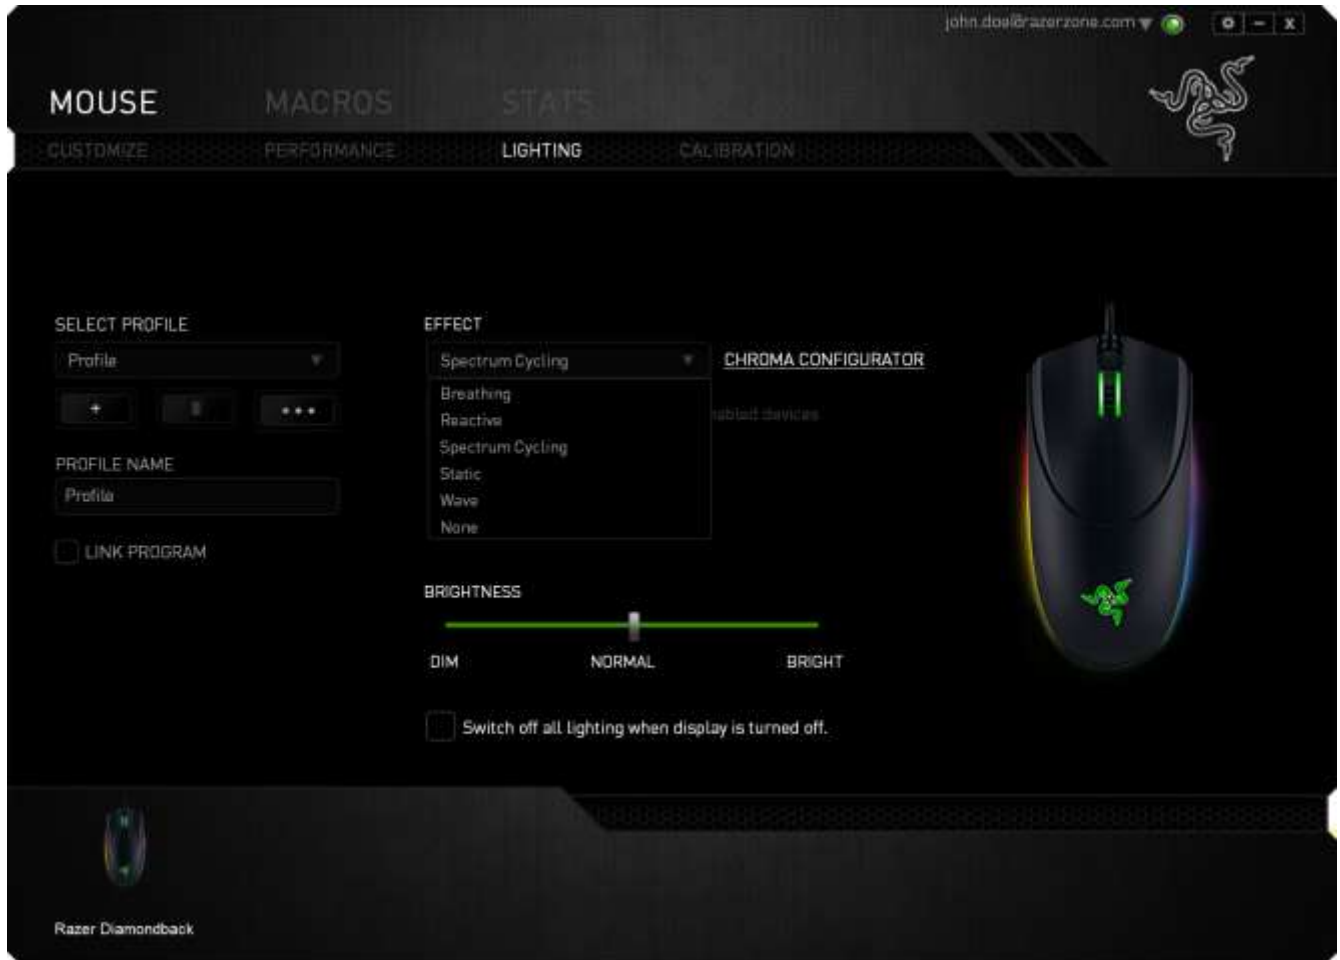 john.doe@razerzone.com
MOUSE
MACROS
STATS
CUSTOMIZE
PERFORMANCE
LIGHTING
CALIBRATION
SELECT PROFILE
Profile
PROFILE NAME
Profile
LINK PROGRAM
EFFECT
Spectrum Cycling
CHROMA CONFIGURATOR
Breathing
Reactive
Spectrum Cycling
Static
Wave
None
devices
BRIGHTNESS
DIM
NORMAL
BRIGHT
Switch off all lighting when display is turned off.
Razer Diamondback